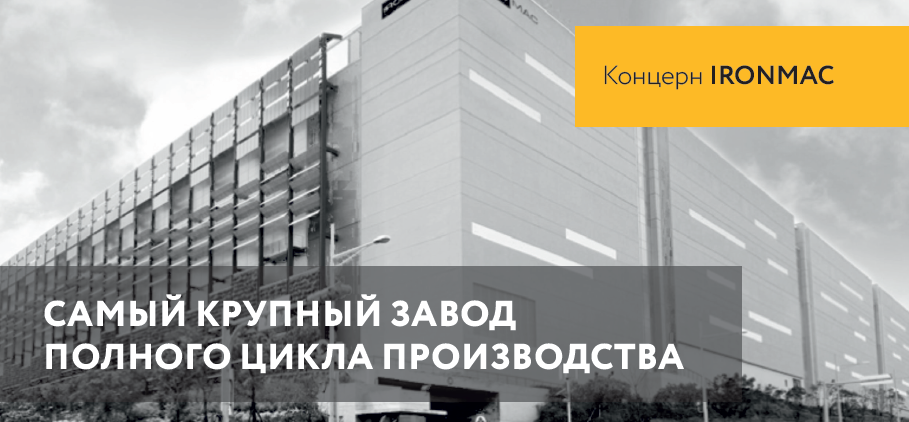 Концерн IRONMAC
САМЫЙ КРУПНЫЙ ЗАВОД
ПОЛНОГО ЦИКЛА ПРОИЗВОДСТВА